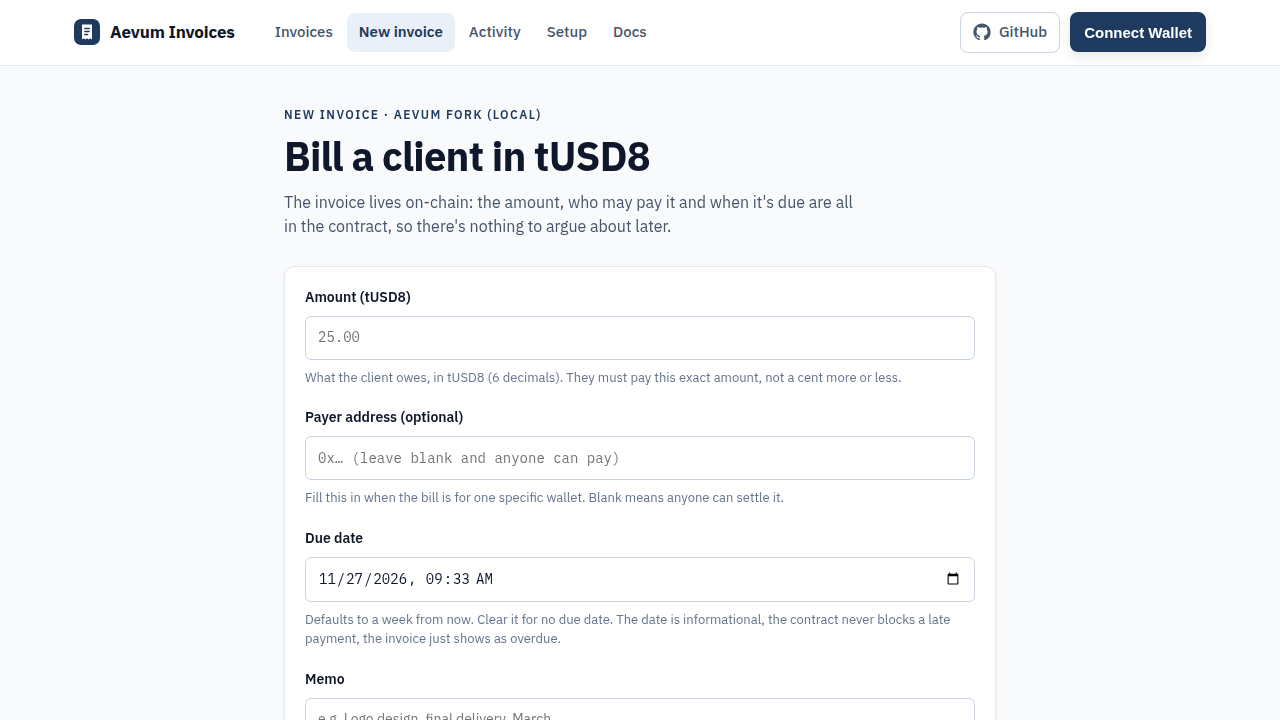 Aevum Invoices
Invoices
New invoice
Activity
Setup
Docs
GitHub
Connect Wallet
NEW INVOICE · AEVUM FORK (LOCAL)
Bill a client in tUSD8
The invoice lives on-chain: the amount, who may pay it and when it's due are all
in the contract, so there's nothing to argue about later.
Amount (tUSD8)
25.00
What the client owes, in tUSD8 (6 decimals). They must pay this exact amount, not a cent more or less.
Payer address (optional)
0x… (leave blank and anyone can pay)
Fill this in when the bill is for one specific wallet. Blank means anyone can settle it.
Due date
11/27/2026, 09:33 AM
Defaults to a week from now. Clear it for no due date. The date is informational, the contract never blocks a late
payment, the invoice just shows as overdue.
Memo
e.g. Logo design, final delivery, March